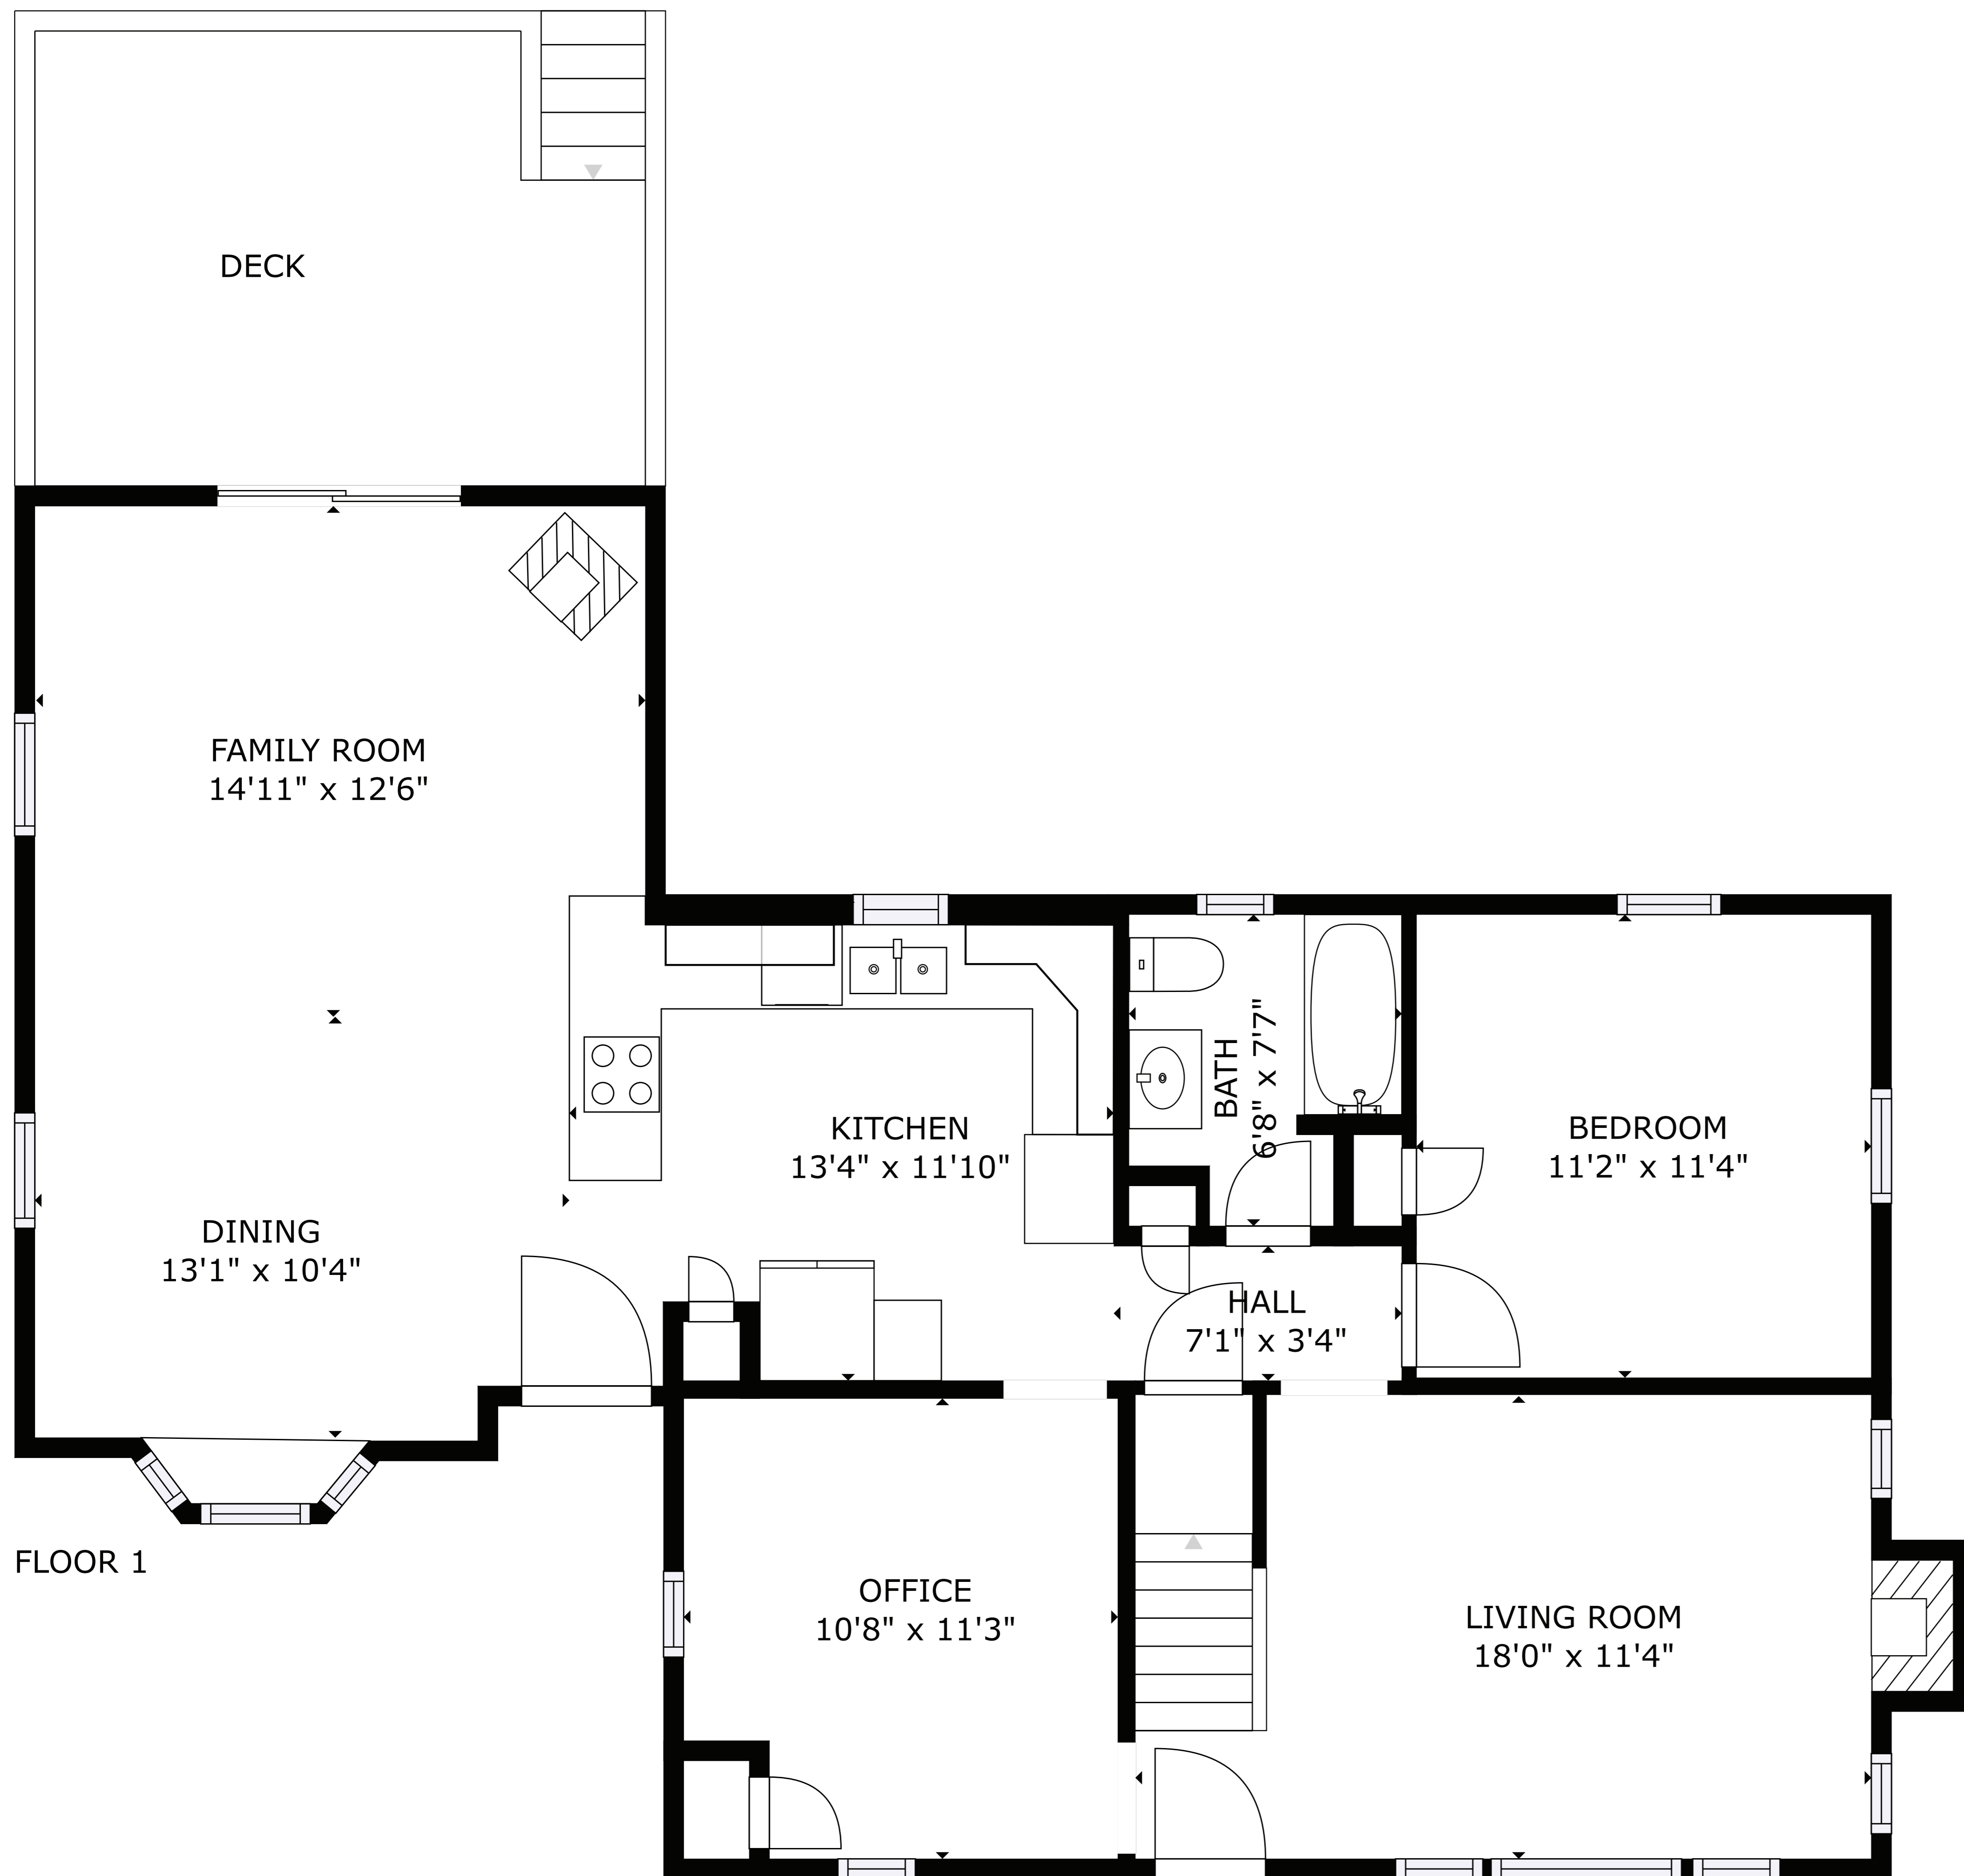 DECK
FAMILY ROOM
14'11" x 12'6"
KITCHEN
13'4" x 11'10"
BATH
6'8" x 7'7"
BEDROOM
11'2" x 11'4"
DINING
13'1" x 10'4"
HALL
7'1" x 3'4"
FLOOR 1
OFFICE
10'8" x 11'3"
LIVING ROOM
18'0" x 11'4"